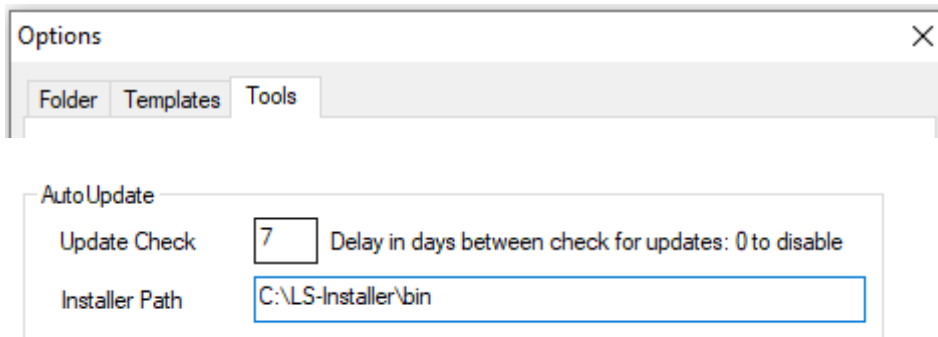 Options
Folder Templates Tools
AutoUpdate
Update Check 7 Delay in days between check for updates: 0 to disable
Installer Path C:\LS-Installer\bin